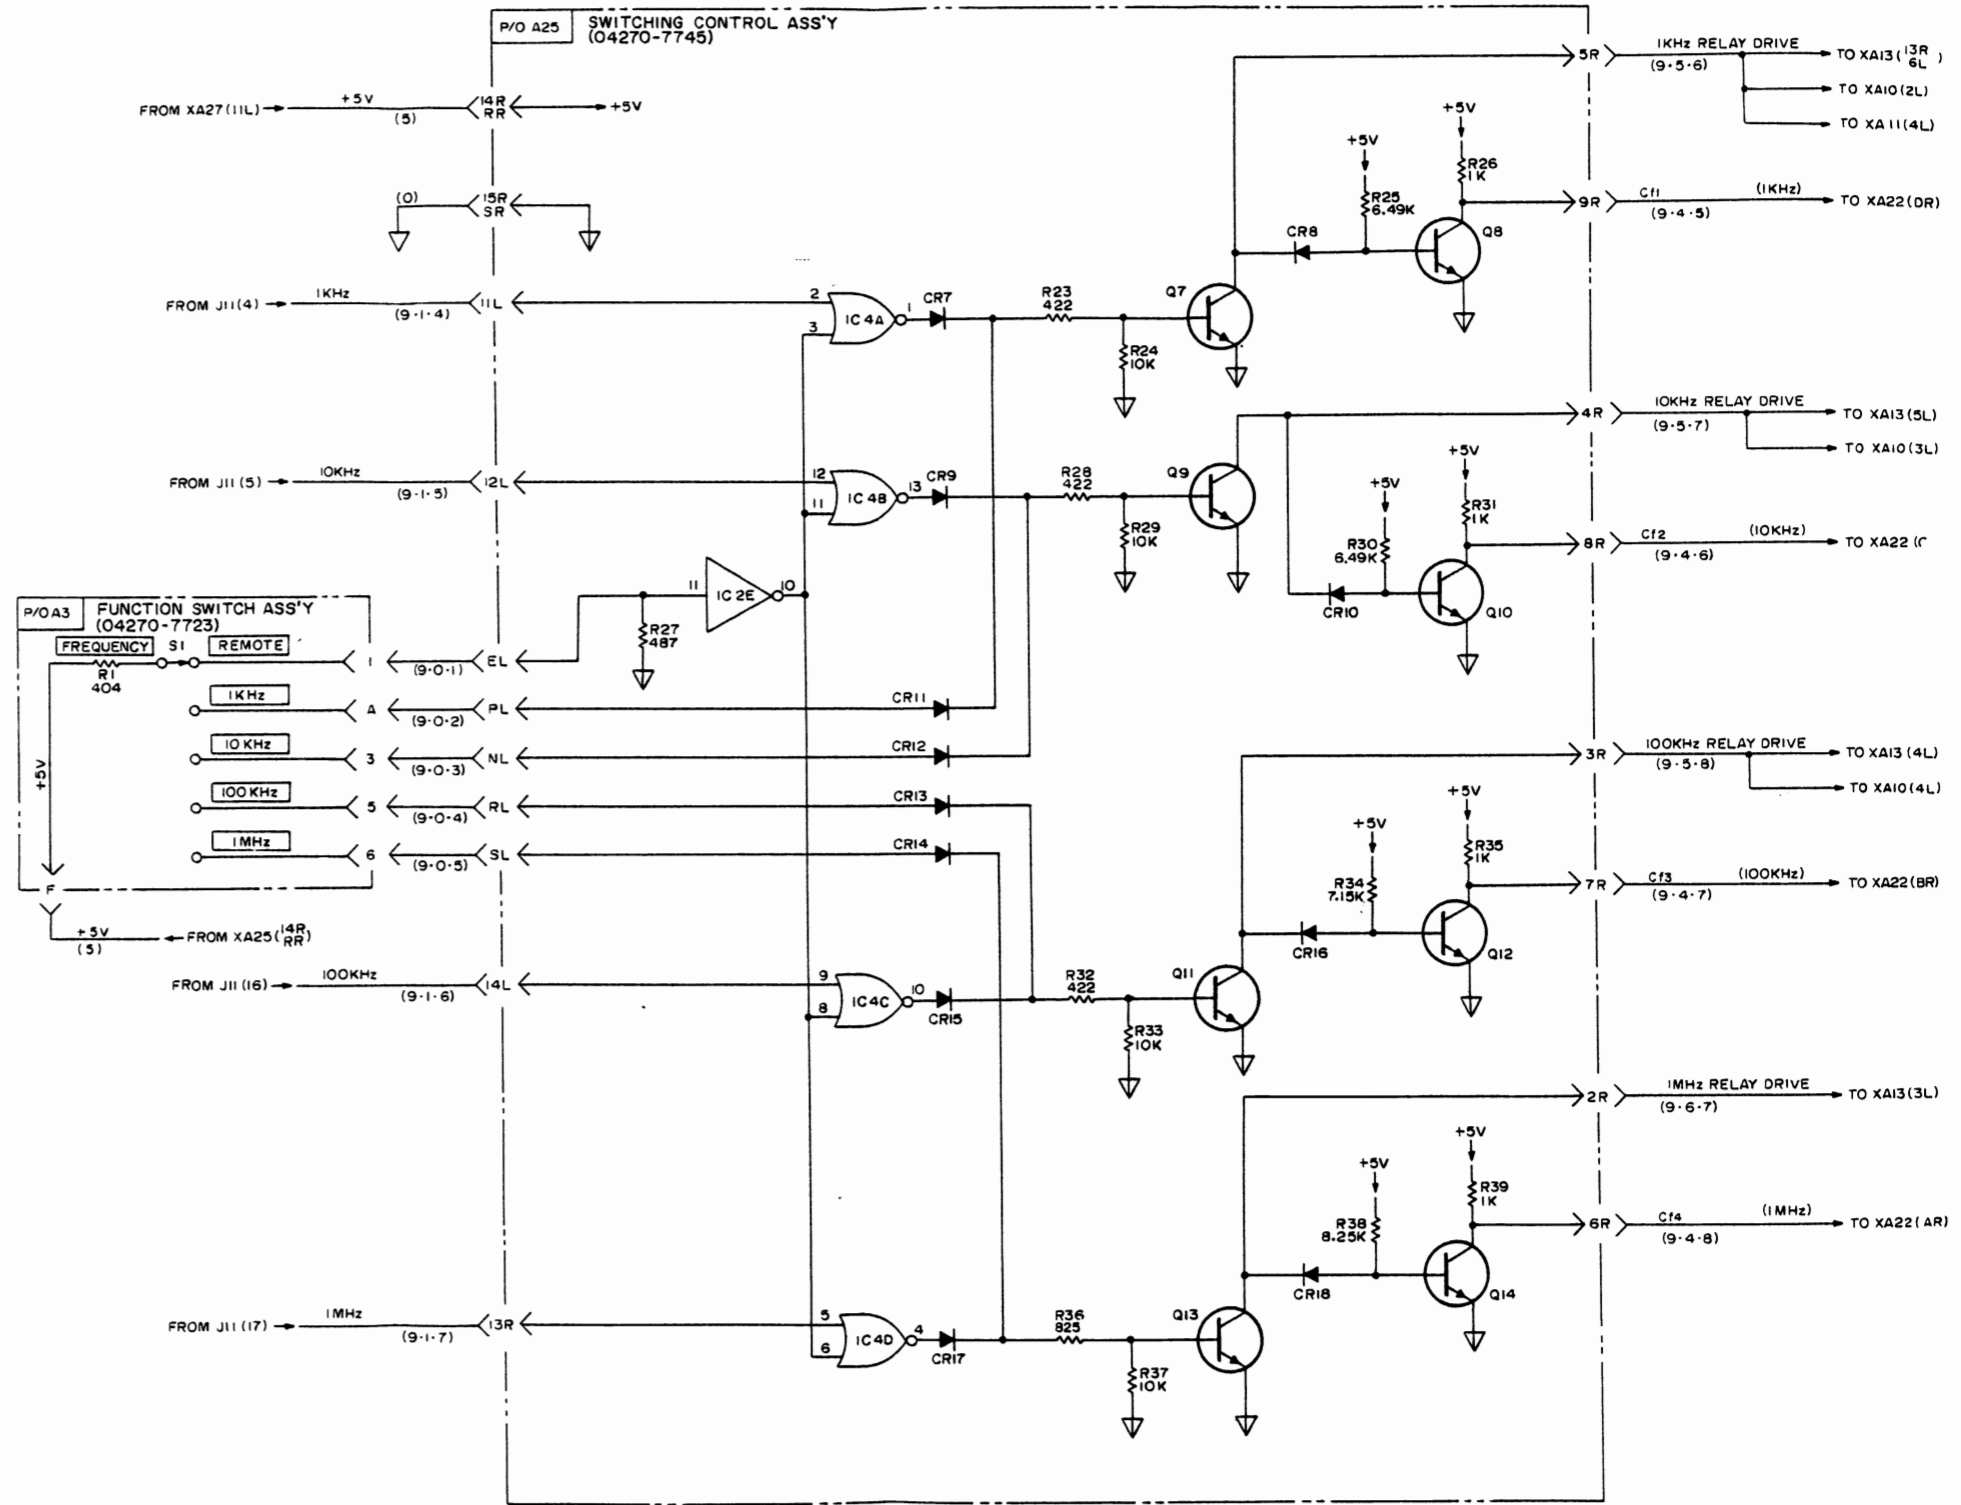 P/O A25
SWITCHING CONTROL ASS'Y
(04270-7745)
FROM XA27(11L)
+5V
(5)
14R
RR
+5V
(0)
15R
SR
FROM J11(4)
1KHz
(9·1·4)
11L
2
3
IC4A
1
CR7
R23
422
R24
10K
Q7
CR8
+5V
R25
6.49K
+5V
R26
1K
Q8
5R
1KHz RELAY DRIVE
(9·5·6)
TO XA13(13R
6L)
TO XA10(2L)
TO XA11(4L)
9R
Cf1
(1KHz)
(9·4·5)
TO XA22(DR)
FROM J11(5)
10KHz
(9·1·5)
12L
12
11
IC4B
13
CR9
R28
422
R29
10K
Q9
CR10
+5V
R30
6.49K
+5V
R31
1K
Q10
4R
10KHz RELAY DRIVE
(9·5·7)
TO XA13(5L)
TO XA10(3L)
8R
Cf2
(10KHz)
(9·4·6)
TO XA22(C
P/O A3
FUNCTION SWITCH ASS'Y
(04270-7723)
FREQUENCY
S1
REMOTE
R1
404
1
(9·0·1)
EL
R27
487
11
IC2E
10
1KHz
A
(9·0·2)
PL
CR11
10KHz
3
(9·0·3)
NL
CR12
100KHz
5
(9·0·4)
RL
CR13
1MHz
6
(9·0·5)
SL
CR14
+5V
F
+5V
(5)
FROM XA25(14R
RR)
FROM J11(16)
100KHz
(9·1·6)
14L
9
8
IC4C
10
CR15
R32
422
R33
10K
Q11
CR16
+5V
R34
7.15K
+5V
R35
1K
Q12
3R
100KHz RELAY DRIVE
(9·5·8)
TO XA13(4L)
TO XA10(4L)
7R
Cf3
(100KHz)
(9·4·7)
TO XA22(BR)
FROM J11(17)
1MHz
(9·1·7)
13R
5
6
IC4D
4
CR17
R36
825
R37
10K
Q13
CR18
+5V
R38
8.25K
+5V
R39
1K
Q14
2R
1MHz RELAY DRIVE
(9·6·7)
TO XA13(3L)
6R
Cf4
(1MHz)
(9·4·8)
TO XA22(AR)